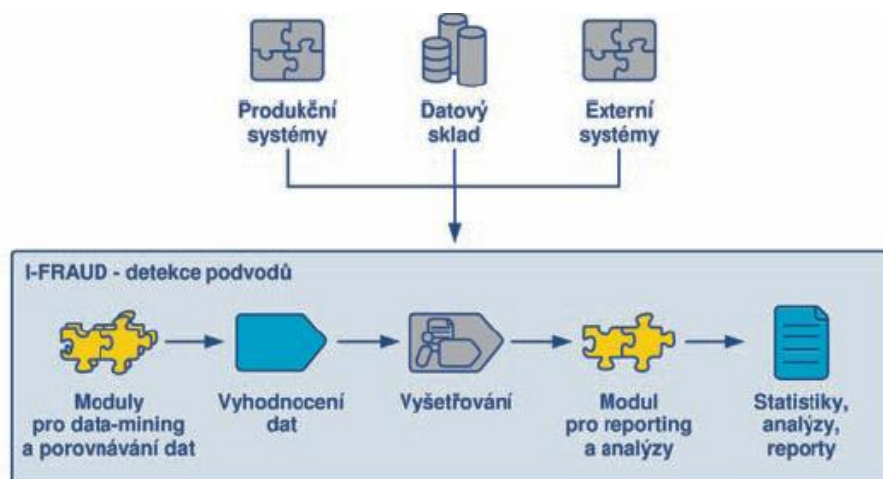 Produkční
systémy
Datový
sklad
Externí
systémy
I-FRAUD - detekce podvodů
Moduly
pro data-mining
a porovnávání dat
Vyhodnocení
dat
Vyšetřování
Modul
pro reporting
a analýzy
Statistiky,
analýzy,
reporty